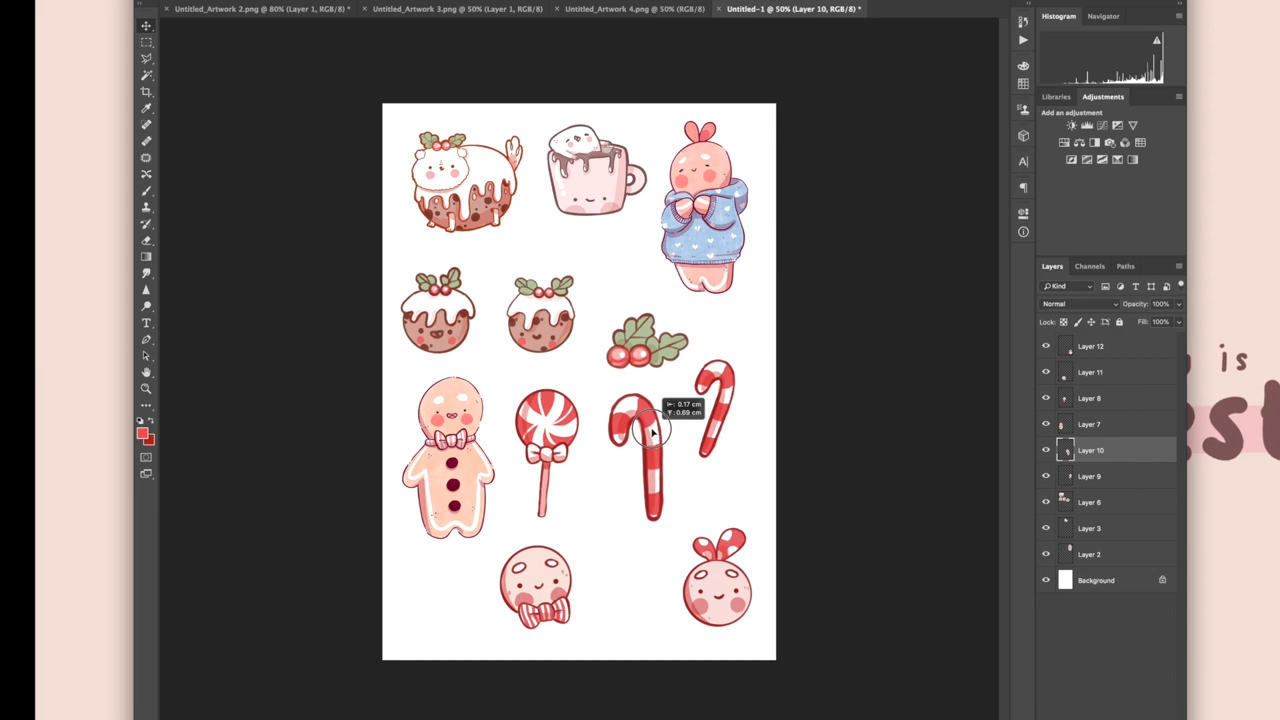 Untitled_Artwork 2.png @ 80% (Layer 1, RGB/8) *
Untitled_Artwork 3.png @ 50% (Layer 1, RGB/8)
Untitled_Artwork 4.png @ 50% (RGB/8)
Untitled-1 @ 50% (Layer 10, RGB/8) *
Histogram
Navigator
Libraries
Adjustments
Add an adjustment
Layers
Channels
Paths
Kind
Normal
Opacity: 100%
Lock:
Fill: 100%
Layer 12
Layer 11
Layer 8
Layer 7
Layer 10
Layer 9
Layer 6
Layer 3
Layer 2
Background
0.17 cm
0.69 cm
is